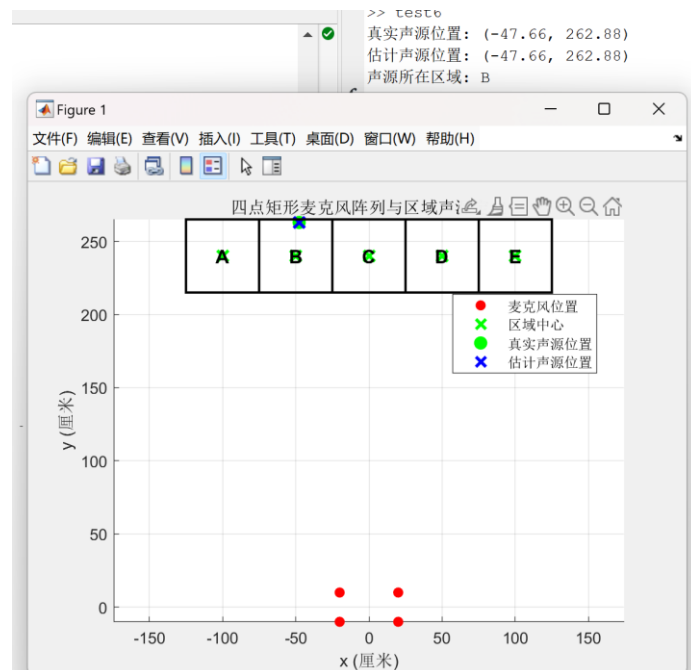 >> test6
真实声源位置: (-47.66, 262.88)
估计声源位置: (-47.66, 262.88)
声源所在区域: B
Figure 1
文件(F) 编辑(E) 查看(V) 插入(I) 工具(T) 桌面(D) 窗口(W) 帮助(H)
四点矩形麦克风阵列与区域声
250
A B C D E
麦克风位置
200
区域中心
真实声源位置
估计声源位置
150
y (厘米)
100
50
0
-150 -100 -50 0 50 100 150
x (厘米)